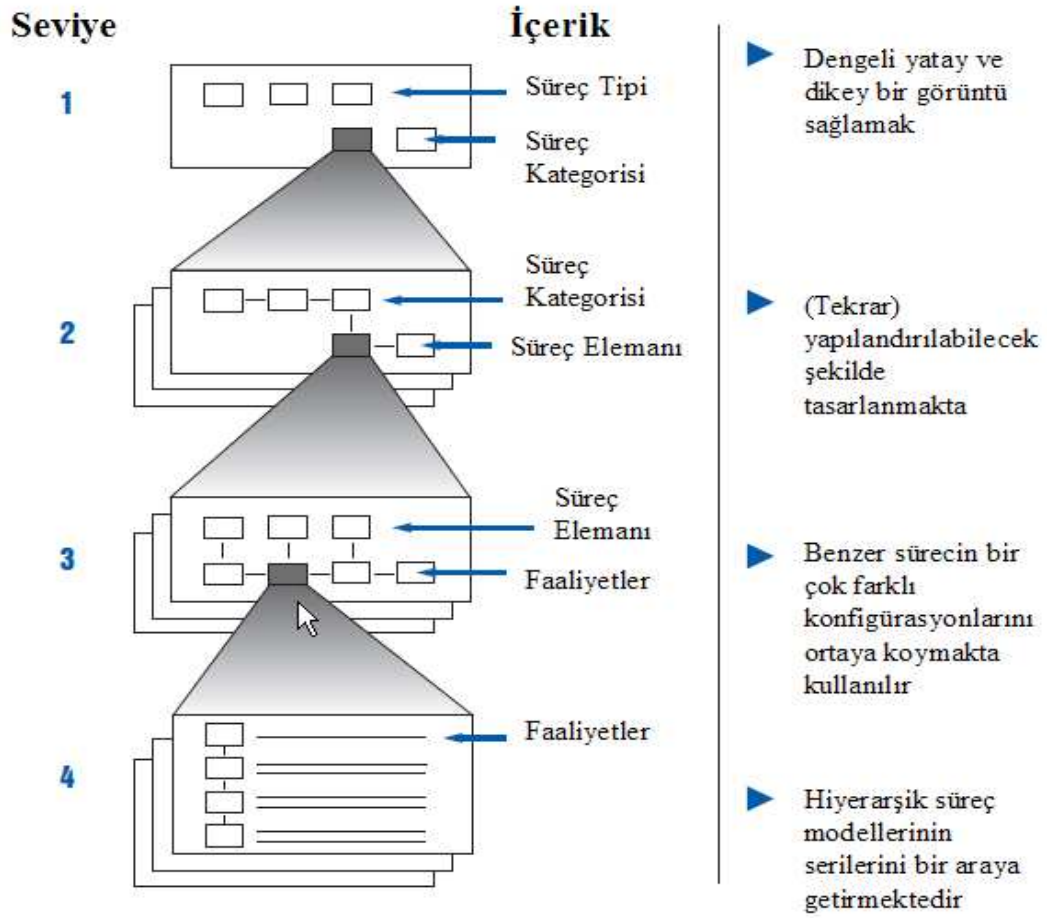 Seviye
İçerik
1
Süreç Tipi
Süreç
Kategorisi
Dengeli yatay ve
dikey bir görüntü
sağlamak
2
Süreç
Kategorisi
Süreç Elemanı
(Tekrar)
yapılandırılabilecek
şekilde
tasarlanmakta
3
Süreç
Elemanı
Faaliyetler
Benzer sürecin bir
çok farklı
konfigürasyonlarını
ortaya koymakta
kullanılır
4
Faaliyetler
Hiyerarşik süreç
modellerinin
serilerini bir araya
getirmektedir